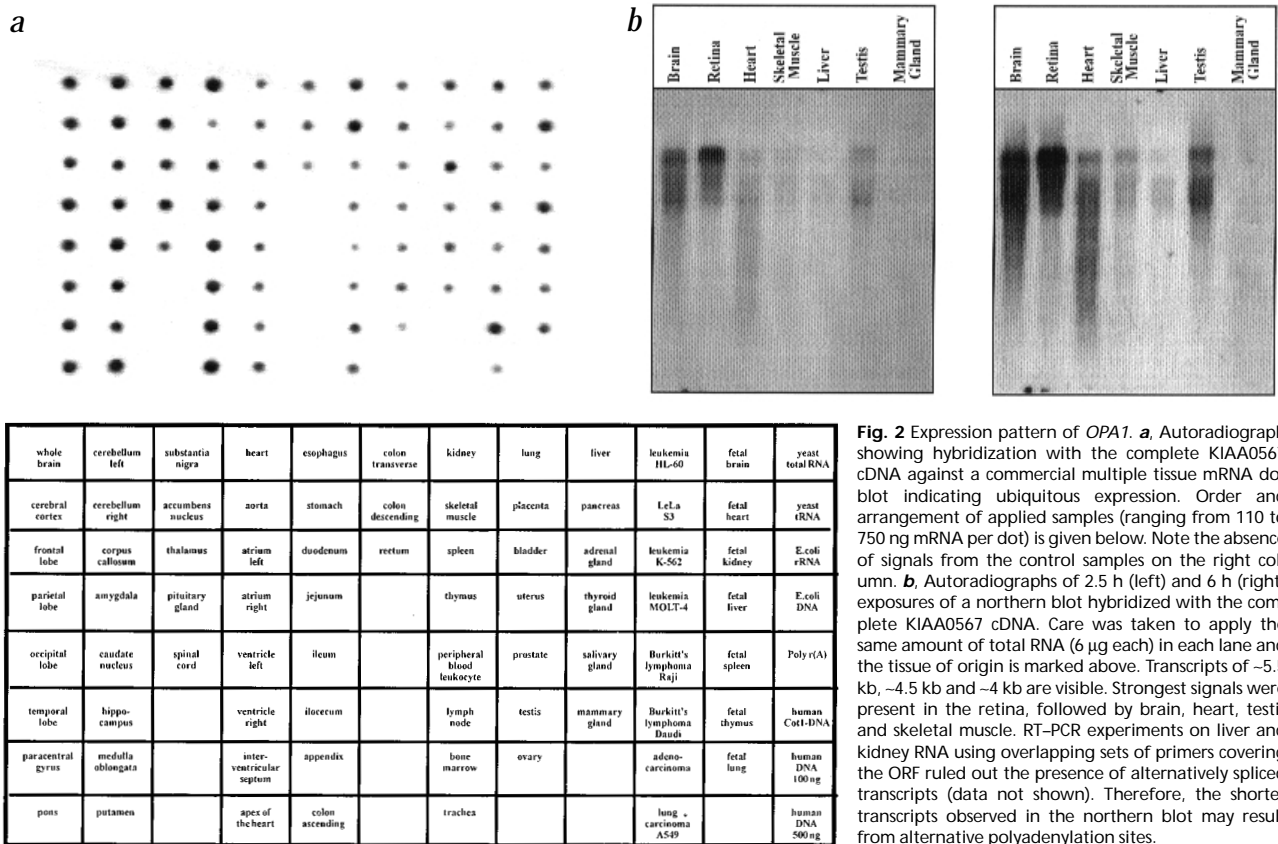 a
b
Brain
Retina
Heart
Skeletal
Muscle
Liver
Testis
Mammary
Gland
Brain
Retina
Heart
Skeletal
Muscle
Liver
Testis
Mammary
Gland
whole brain
cerebellum left
substantia nigra
heart
esophagus
colon transverse
kidney
lung
liver
leukemia HL-60
fetal brain
yeast total RNA
cerebral cortex
cerebellum right
accumbens nucleus
aorta
stomach
colon descending
skeletal muscle
placenta
pancreas
LeLa S3
fetal heart
yeast tRNA
frontal lobe
corpus callosum
thalamus
atrium left
duodenum
rectum
spleen
bladder
adrenal gland
leukemia K-562
fetal kidney
E.coli rRNA
parietal lobe
amygdala
pituitary gland
atrium right
jejunum
thymus
uterus
thyroid gland
leukemia MOLT-4
fetal liver
E.coli DNA
occipital lobe
caudate nucleus
spinal cord
ventricle left
ileum
peripheral blood leukocyte
prostate
salivary gland
Burkitt's lymphoma Raji
fetal spleen
Poly r(A)
temporal lobe
hippo-campus
ventricle right
ilocecum
lymph node
testis
mammary gland
Burkitt's lymphoma Daudi
fetal thymus
human Cot1-DNA
paracentral gyrus
medulla oblongata
inter-ventricular septum
appendix
bone marrow
ovary
adeno-carcinoma
fetal lung
human DNA 100 ng
pons
putamen
apex of the heart
colon ascending
trachea
lung carcinoma A549
human DNA 500 ng
Fig. 2 Expression pattern of OPA1. a, Autoradiograph
showing hybridization with the complete KIAA0567
cDNA against a commercial multiple tissue mRNA do
blot indicating ubiquitous expression. Order and
arrangement of applied samples (ranging from 110 to
750 ng mRNA per dot) is given below. Note the absence
of signals from the control samples on the right col
umn. b, Autoradiographs of 2.5 h (left) and 6 h (right
exposures of a northern blot hybridized with the com
plete KIAA0567 cDNA. Care was taken to apply the
same amount of total RNA (6 µg each) in each lane and
the tissue of origin is marked above. Transcripts of ~5.
kb, ~4.5 kb and ~4 kb are visible. Strongest signals were
present in the retina, followed by brain, heart, testi
and skeletal muscle. RT–PCR experiments on liver and
kidney RNA using overlapping sets of primers covering
the ORF ruled out the presence of alternatively spliced
transcripts (data not shown). Therefore, the shorte
transcripts observed in the northern blot may resul
from alternative polyadenylation sites.